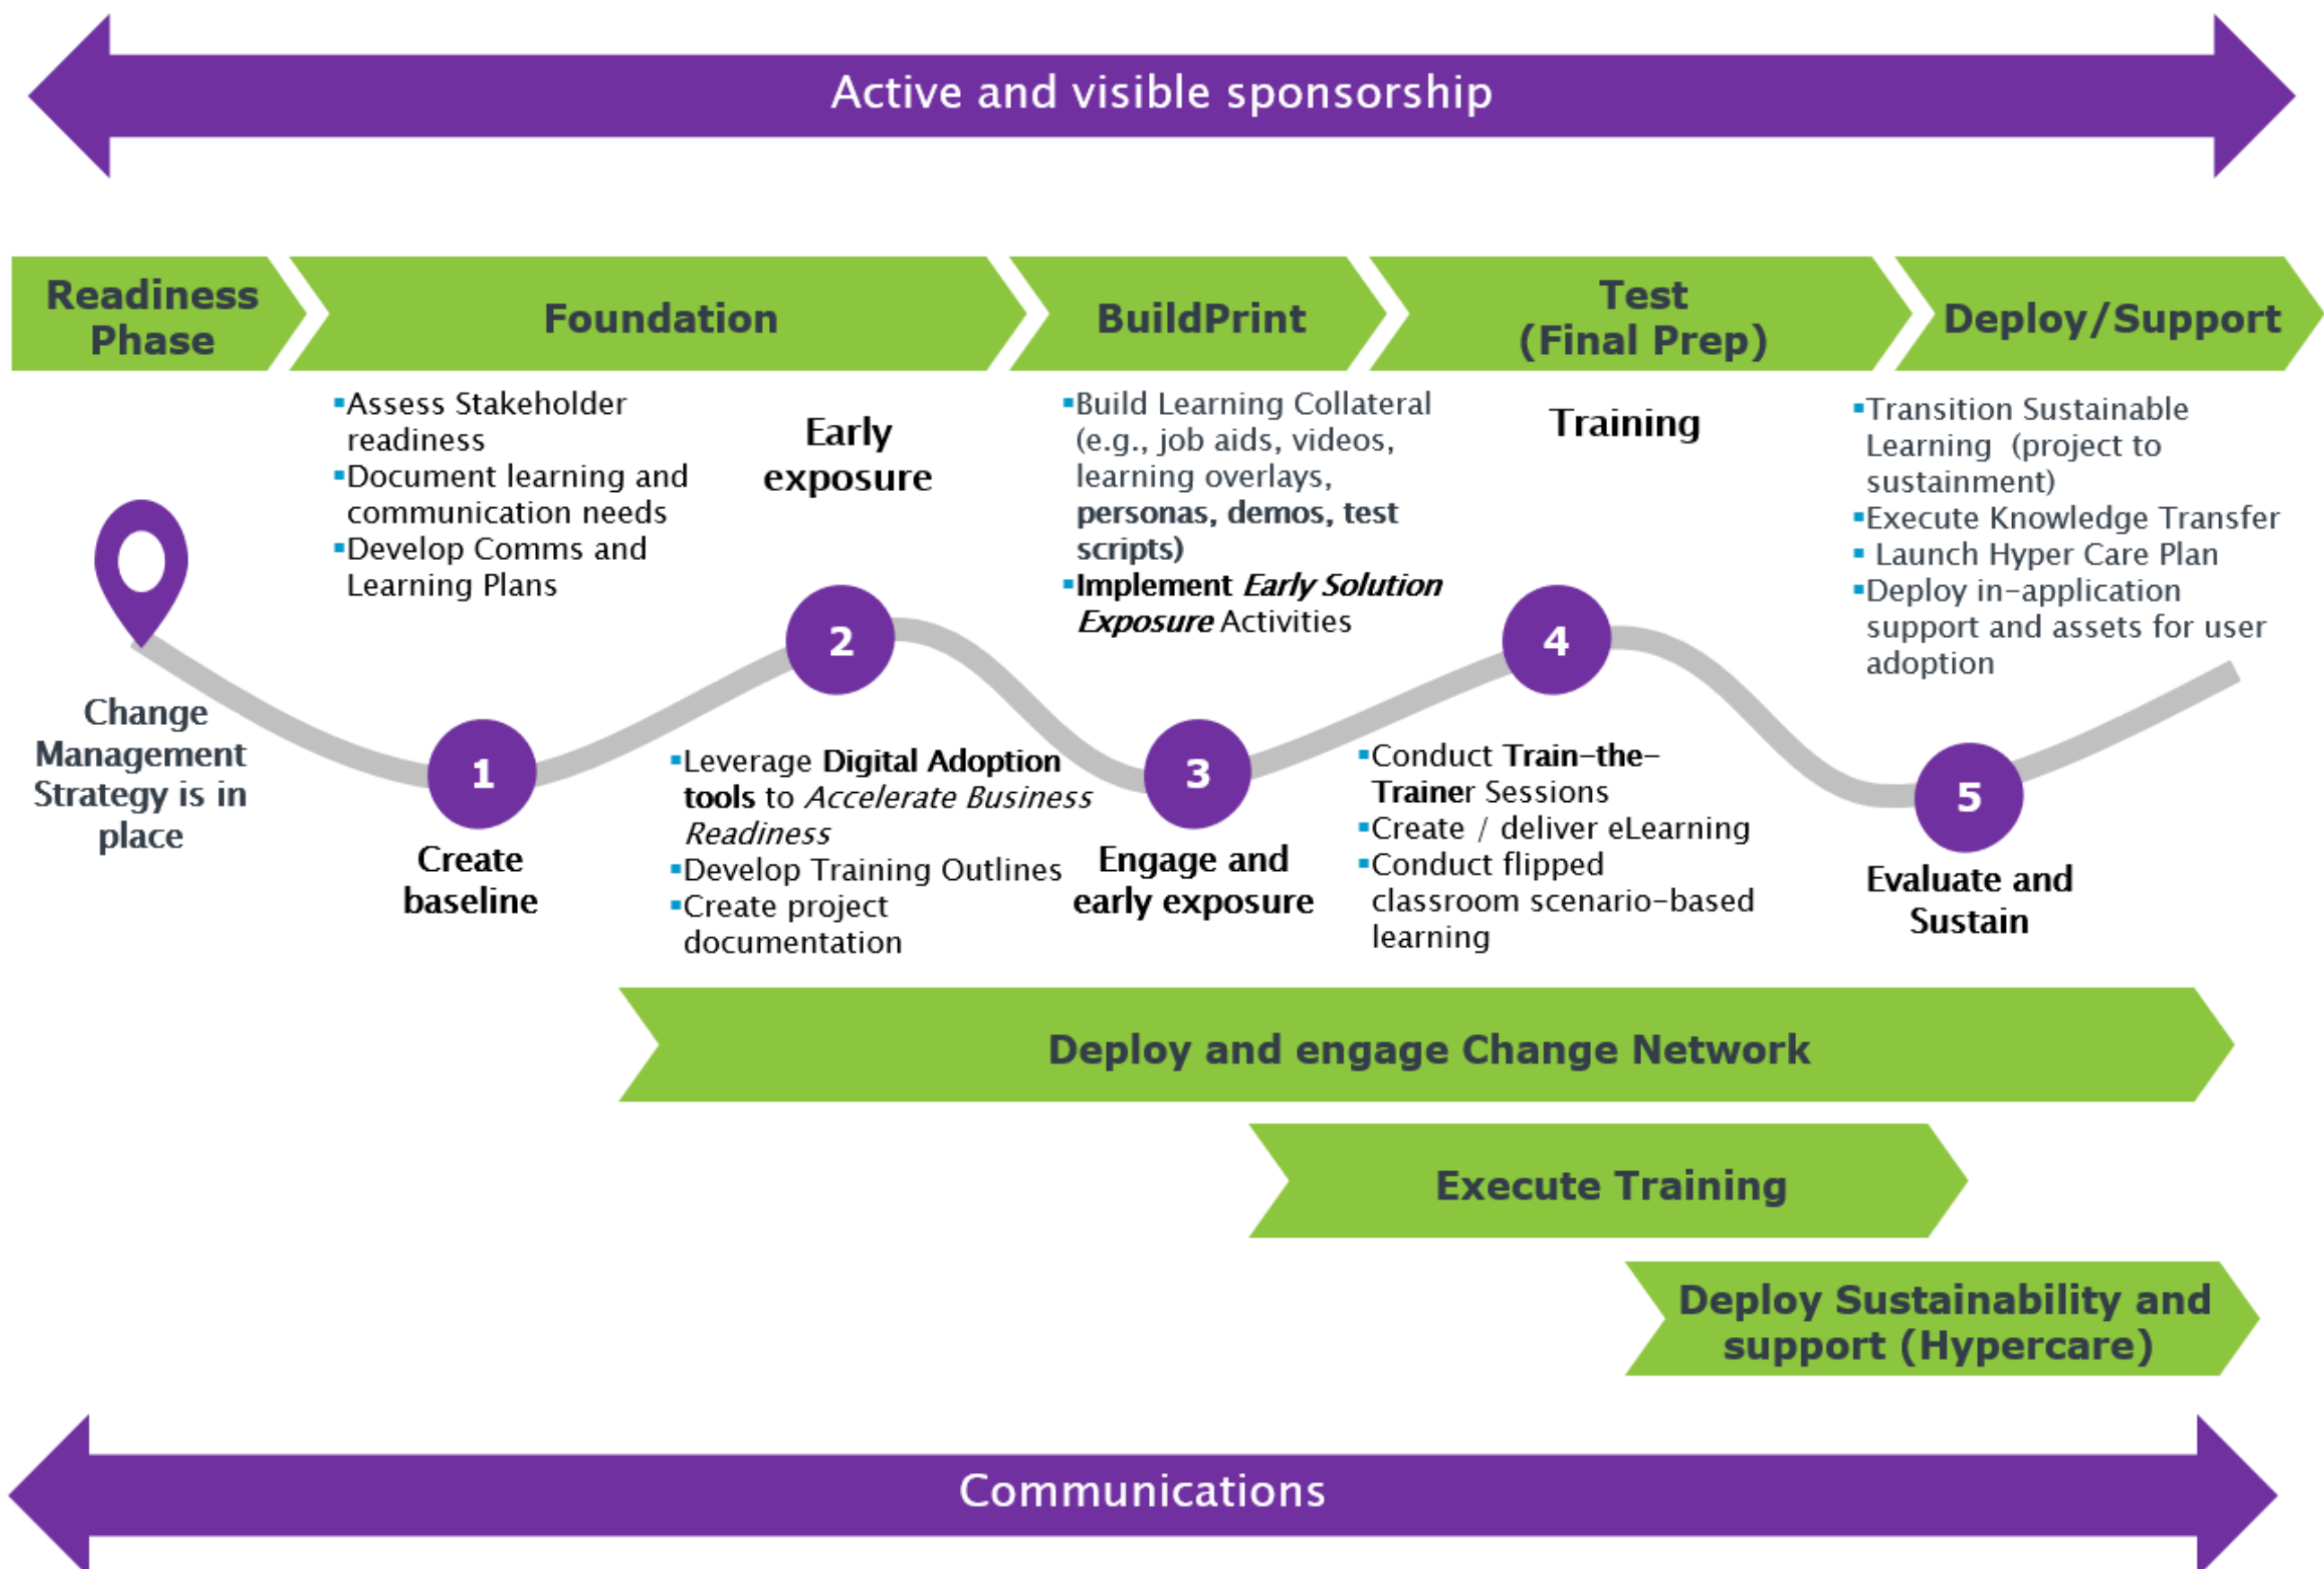 Active and visible sponsorship
Readiness
Phase
Foundation
BuildPrint
Test
(Final Prep)
Deploy/Support
▪Assess Stakeholder
readiness
▪Document learning and
communication needs
▪Develop Comms and
Learning Plans
Early
exposure
▪Build Learning Collateral
(e.g., job aids, videos,
learning overlays,
personas, demos, test
scripts)
▪Implement Early Solution
Exposure Activities
Training
▪Transition Sustainable
Learning (project to
sustainment)
▪Execute Knowledge Transfer
▪ Launch Hyper Care Plan
▪Deploy in-application
support and assets for user
adoption
Change
Management
Strategy is in
place
1
Create
baseline
2
▪Leverage Digital Adoption
tools to Accelerate Business
Readiness
▪Develop Training Outlines
▪Create project
documentation
3
Engage and
early exposure
4
▪Conduct Train-the-
Trainer Sessions
▪Create / deliver eLearning
▪Conduct flipped
classroom scenario-based
learning
5
Evaluate and
Sustain
Deploy and engage Change Network
Execute Training
Deploy Sustainability and
support (Hypercare)
Communications